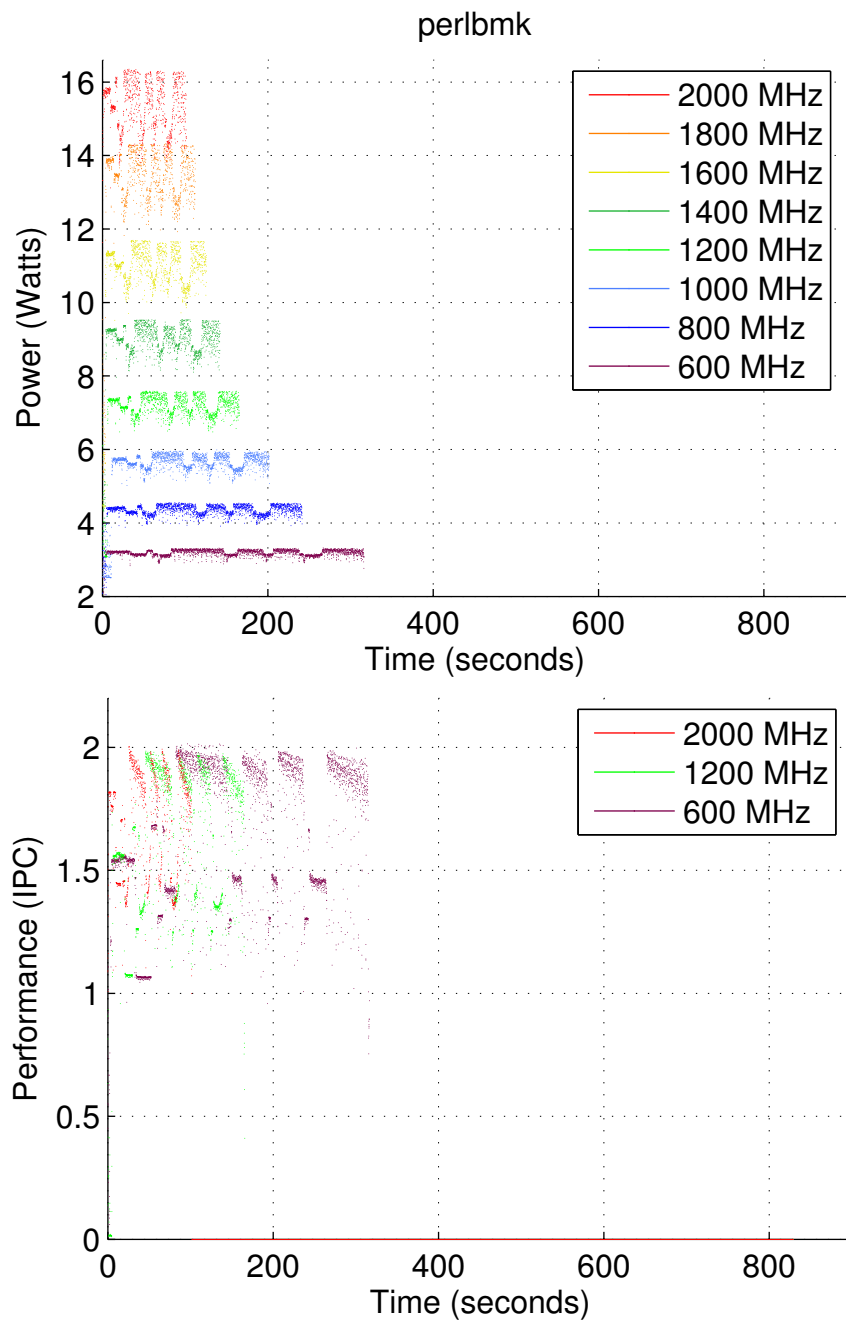 perlbmk
16
14
12
10
8
6
4
2
Power (Watts)
2000 MHz
1800 MHz
1600 MHz
1400 MHz
1200 MHz
1000 MHz
800 MHz
600 MHz
0 200 400 600 800
Time (seconds)
2
1.5
1
0.5
0
Performance (IPC)
2000 MHz
1200 MHz
600 MHz
0 200 400 600 800
Time (seconds)